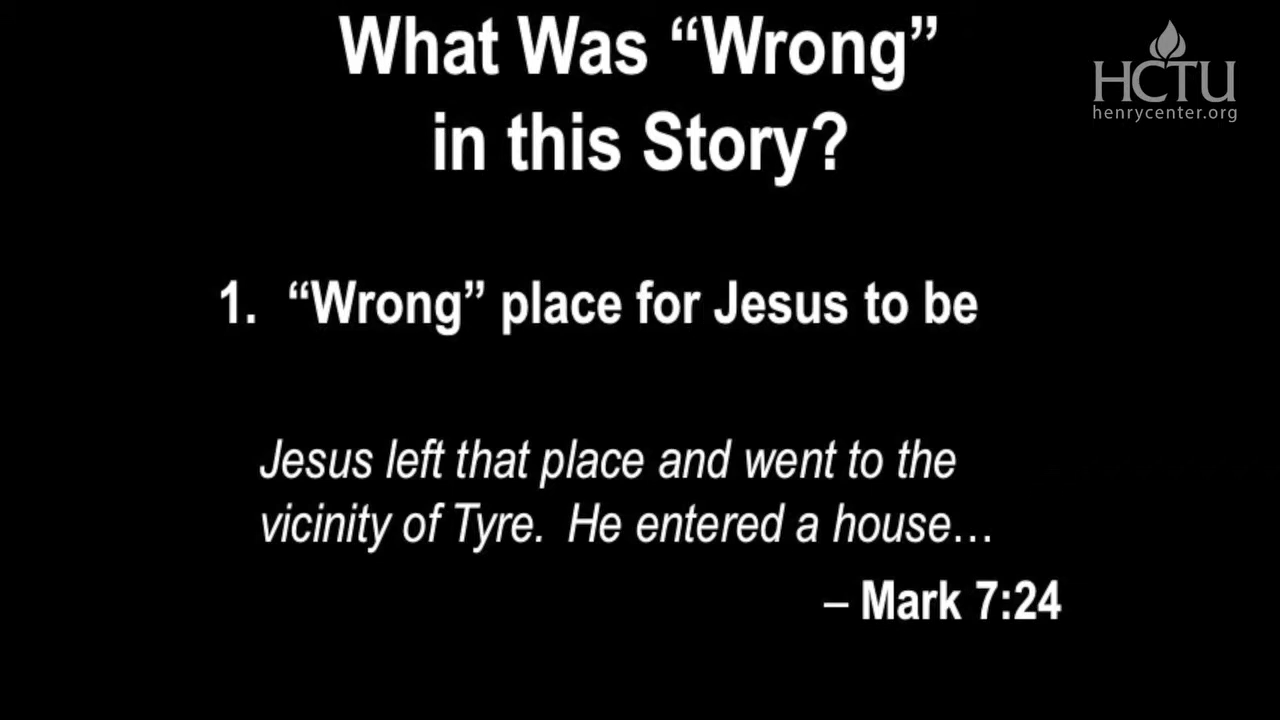 What Was “Wrong”
in this Story?
HCTU
henrycenter.org
1. “Wrong” place for Jesus to be
Jesus left that place and went to the
vicinity of Tyre. He entered a house…
– Mark 7:24